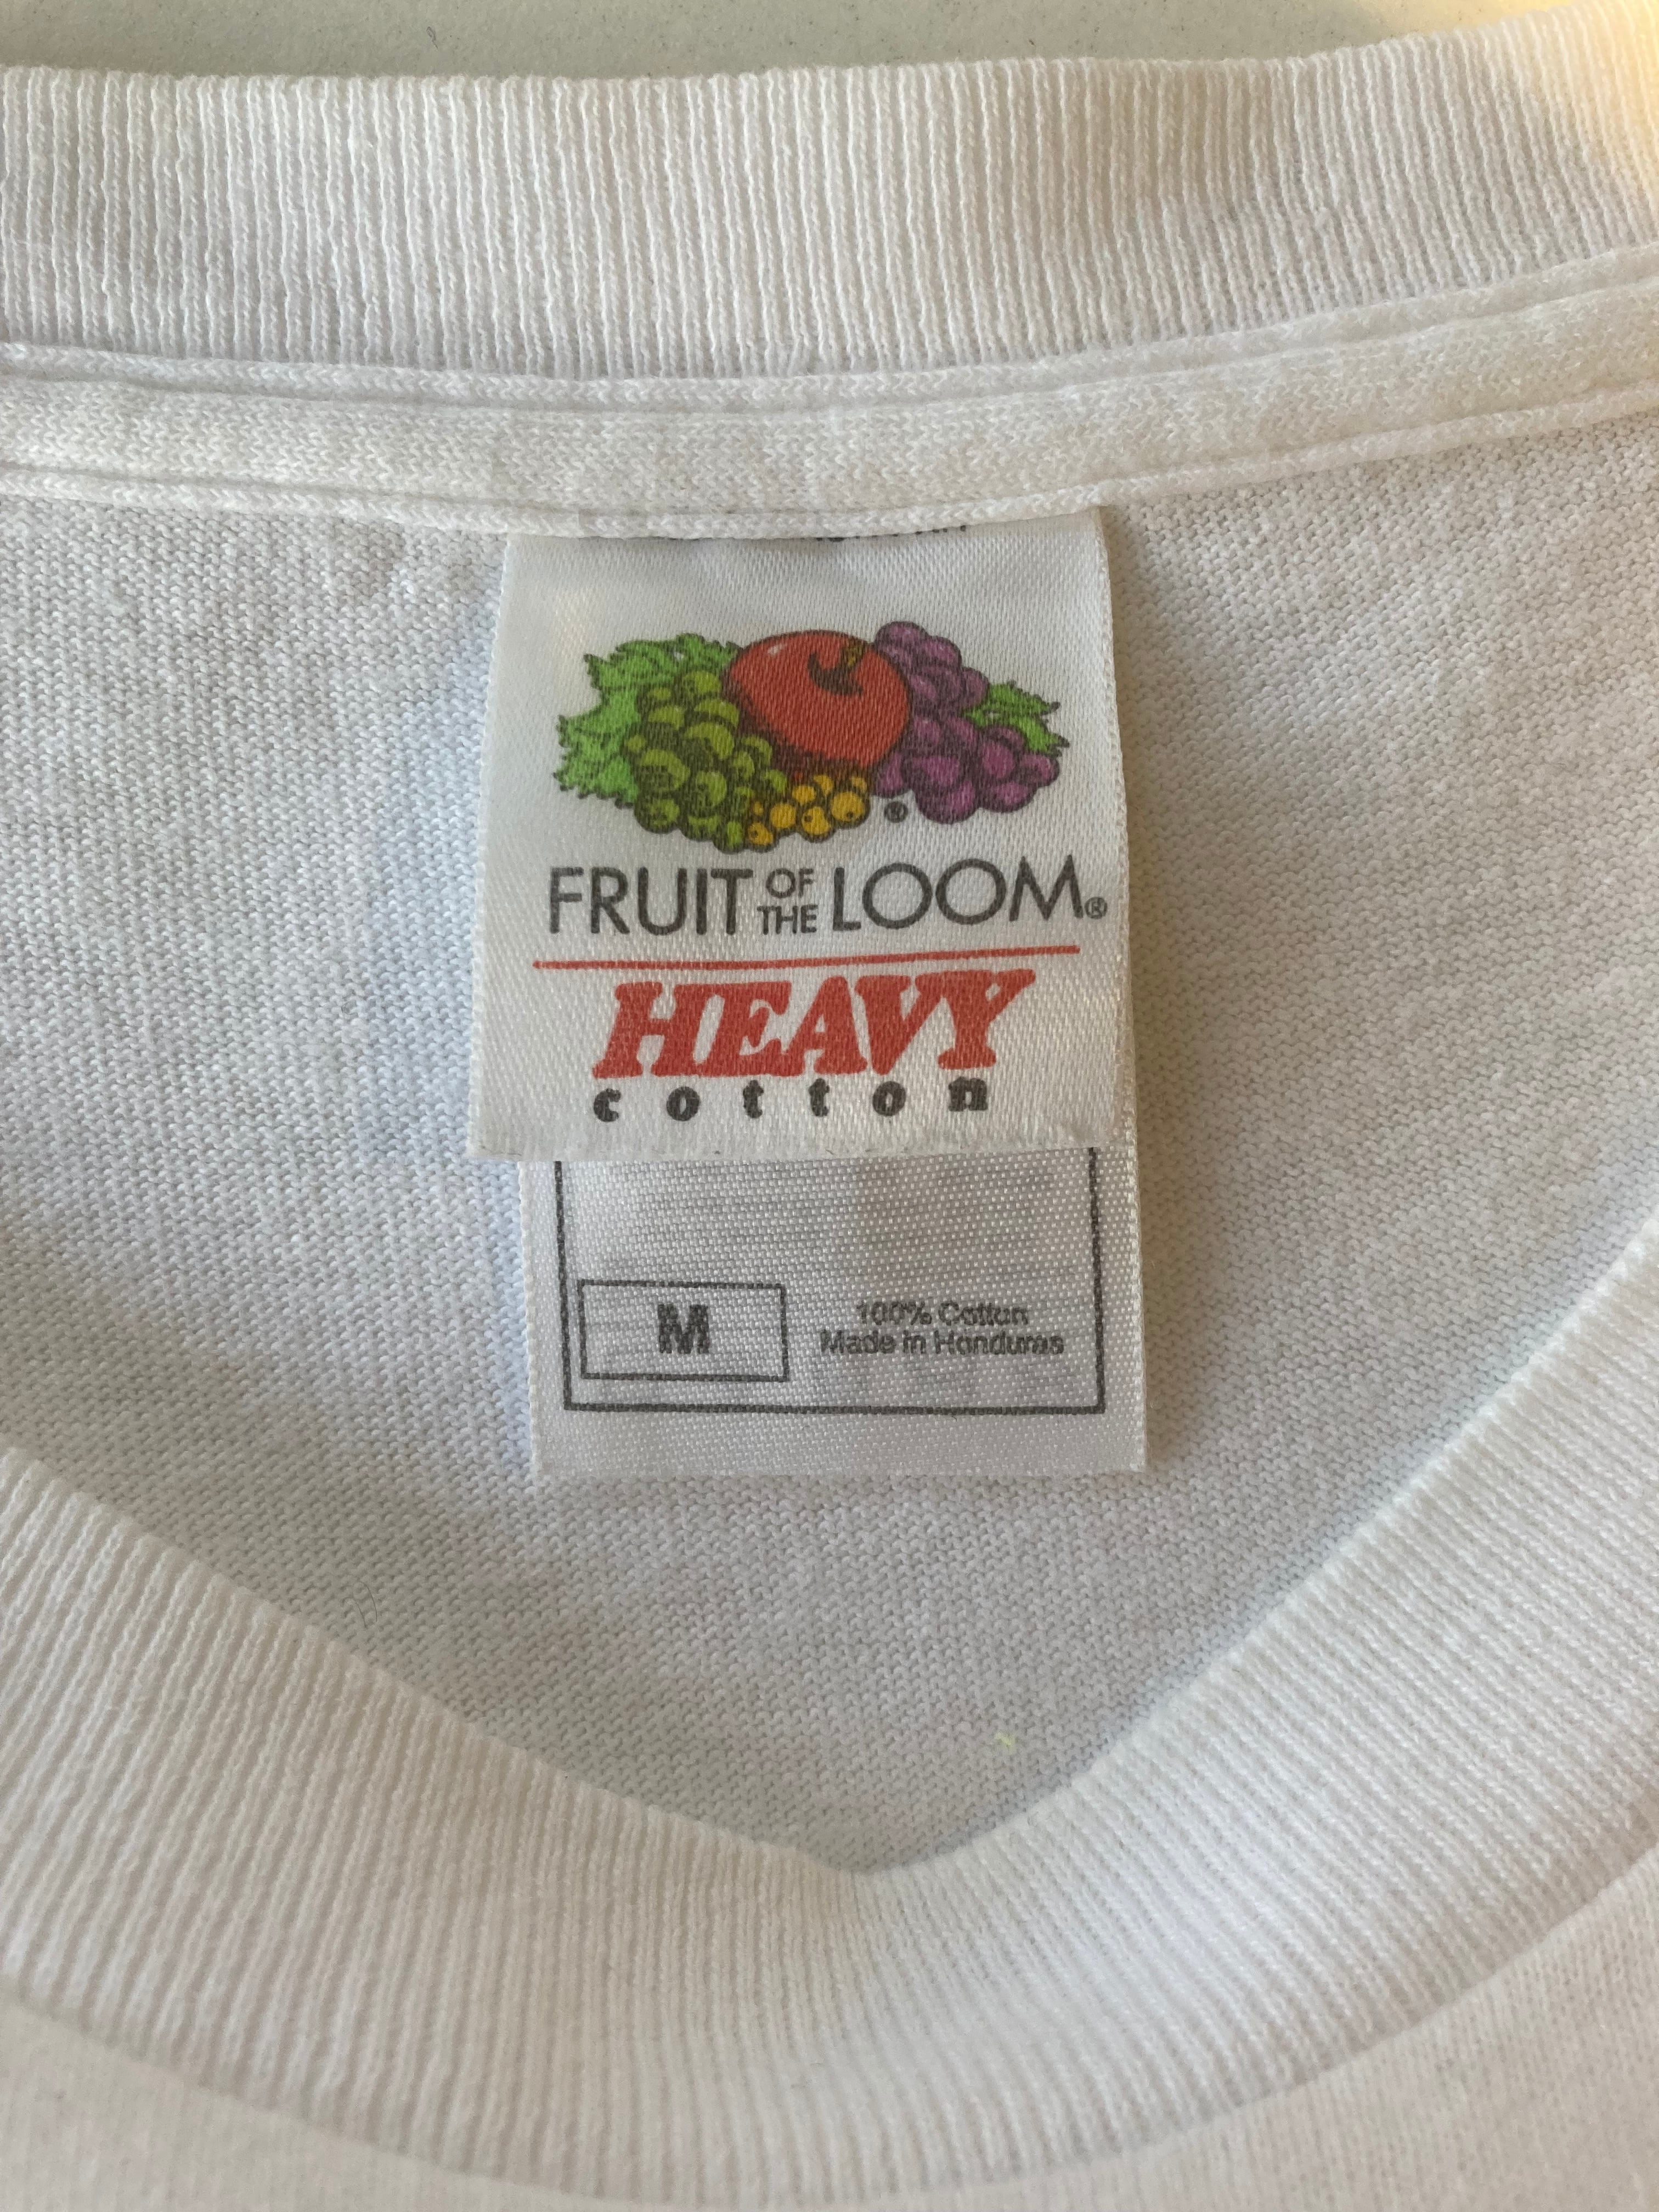 ®
FRUIT OF THE LOOM®
HEAVY
cotton
M
100% Cotton
Made in Honduras